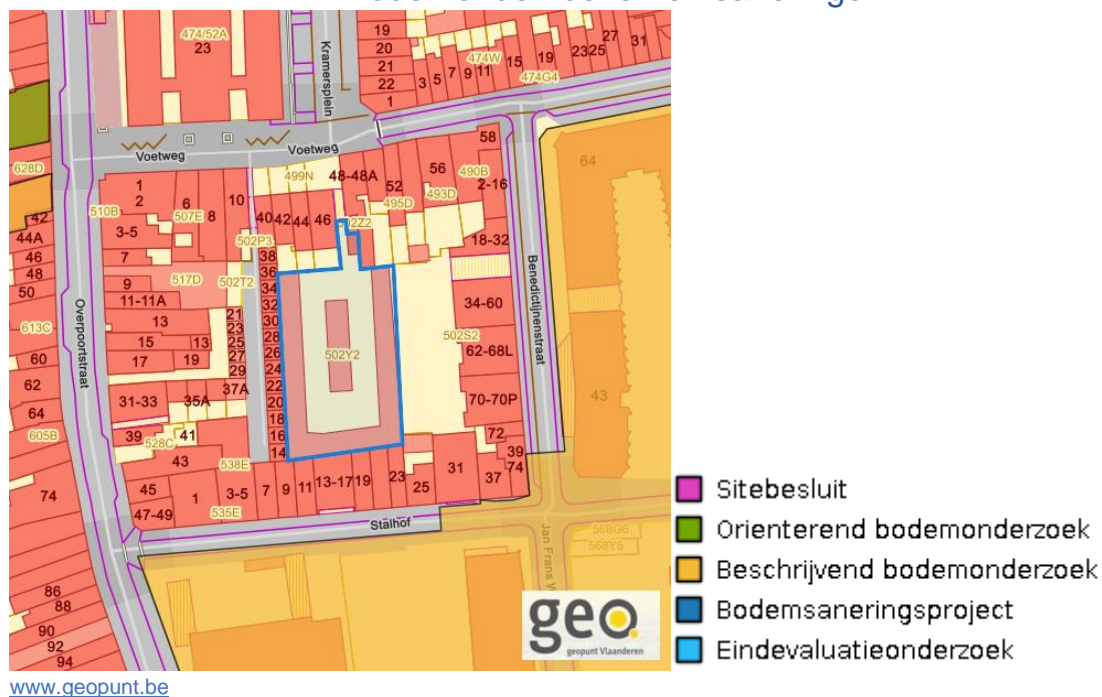 474/52A
23
Kramersplein
19
20
21
22
1
3 5 7 9 11 15 19 2325 27 31
474W
474G4
Voetweg
Voetweg
628D
42
44A
46
48
50
613C
60
62
64
605B
74
86
88
90
92
94
Overpoortstraat
1
2
510B
3-5
7
6
507E
8
10
9
517D
11-11A
13
15
13
17
19
31-33
35A
37A
39
41
528C
43
538E
45
47-49
1
3-5
535E
502P3
502T2
21
23
25
27
29
499N
40 42 44 46
48-48A
52
495D
56
493D
490B
58
2-16
18-32
38
36
34
32
30
28
26
24
22
20
18
16
14
502Y2
502S2
34-60
62-68L
70-70P
72
39
74
7 9 11 13-17 19 23
25
31
37
Benedictijnenstraat
64
43
Stalhof
568G6
568Y5
geo
geopunt Vlaanderen
Sitebesluit
Orienterend bodemonderzoek
Beschrijvend bodemonderzoek
Bodemsaneringsproject
Eindevaluatieonderzoek
www.geopunt.be